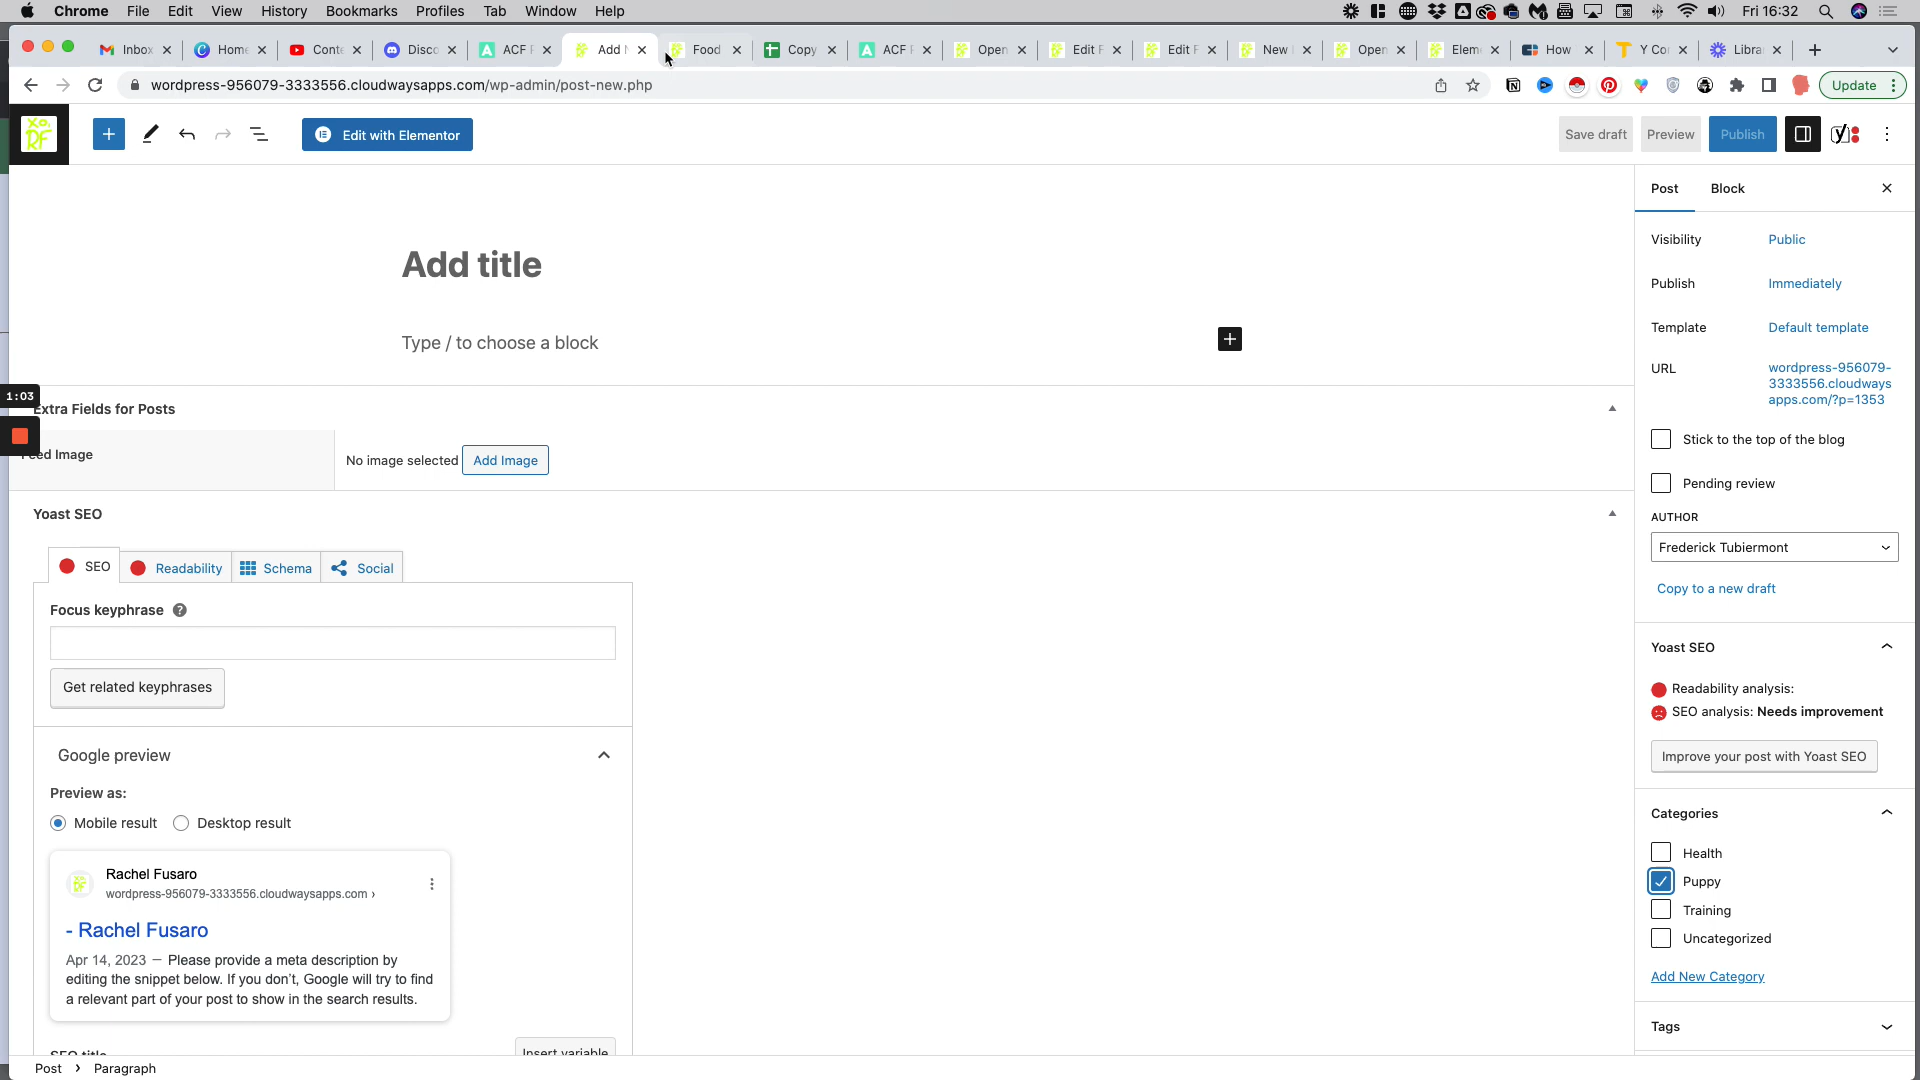 Chrome File Edit View History Bookmarks Profiles Tab Window Help Fri 16:32
Inbox Home Conte Disco ACF F Add N Food Copy ACF F Open Edit F Edit F New Open Elem How Y Co Libra
wordpress-956079-3333556.cloudwaysapps.com/wp-admin/post-new.php Update
XO, RF Edit with Elementor Save draft Preview Publish
Post Block
Add title
Type / to choose a block
Visibility Public
Publish Immediately
Template Default template
URL wordpress-956079-
3333556.cloudways
apps.com/?p=1353
1:03
Extra Fields for Posts
eed Image
No image selected Add Image
Stick to the top of the blog
Pending review
AUTHOR
Frederick Tubiermont
Copy to a new draft
Yoast SEO
SEO Readability Schema Social
Focus keyphrase ?
Get related keyphrases
Google preview
Preview as:
Mobile result Desktop result
Rachel Fusaro
wordpress-956079-3333556.cloudwaysapps.com ›
- Rachel Fusaro
Apr 14, 2023 — Please provide a meta description by
editing the snippet below. If you don't, Google will try to find
a relevant part of your post to show in the search results.
SEO title Insert variable
Yoast SEO
Readability analysis:
SEO analysis: Needs improvement
Improve your post with Yoast SEO
Categories
Health
Puppy
Training
Uncategorized
Add New Category
Tags
Post › Paragraph